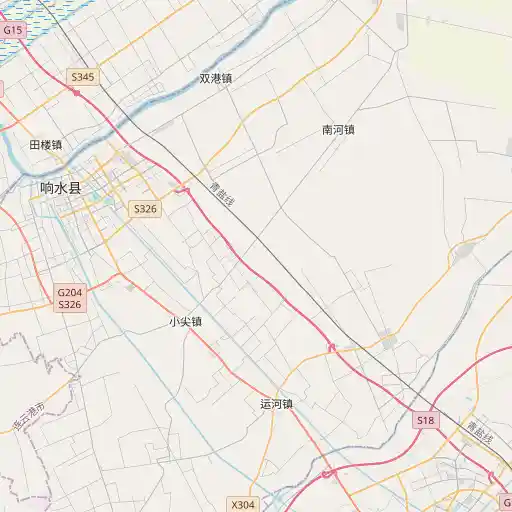 G15
S345
双港镇
南河镇
田楼镇
响水县
青盐线
S326
G204
S326
小尖镇
连云港市
运河镇
S18
青盐线
X304
G